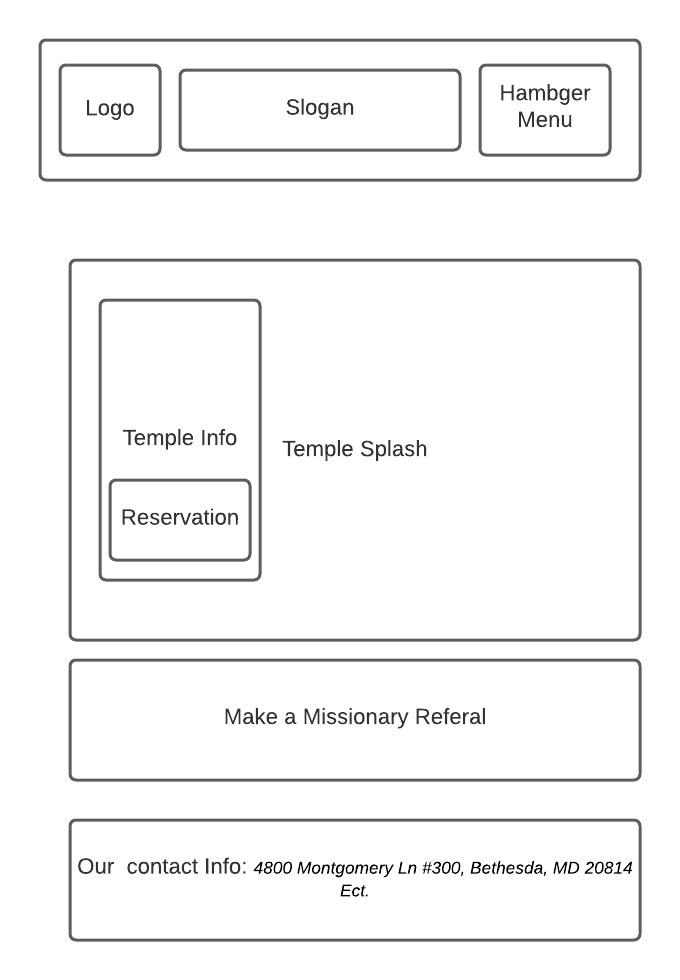 Logo
Slogan
Hambger
Menu
Temple Info
Temple Splash
Reservation
Make a Missionary Referal
Our  contact Info: 4800 Montgomery Ln #300, Bethesda, MD 20814
Ect.